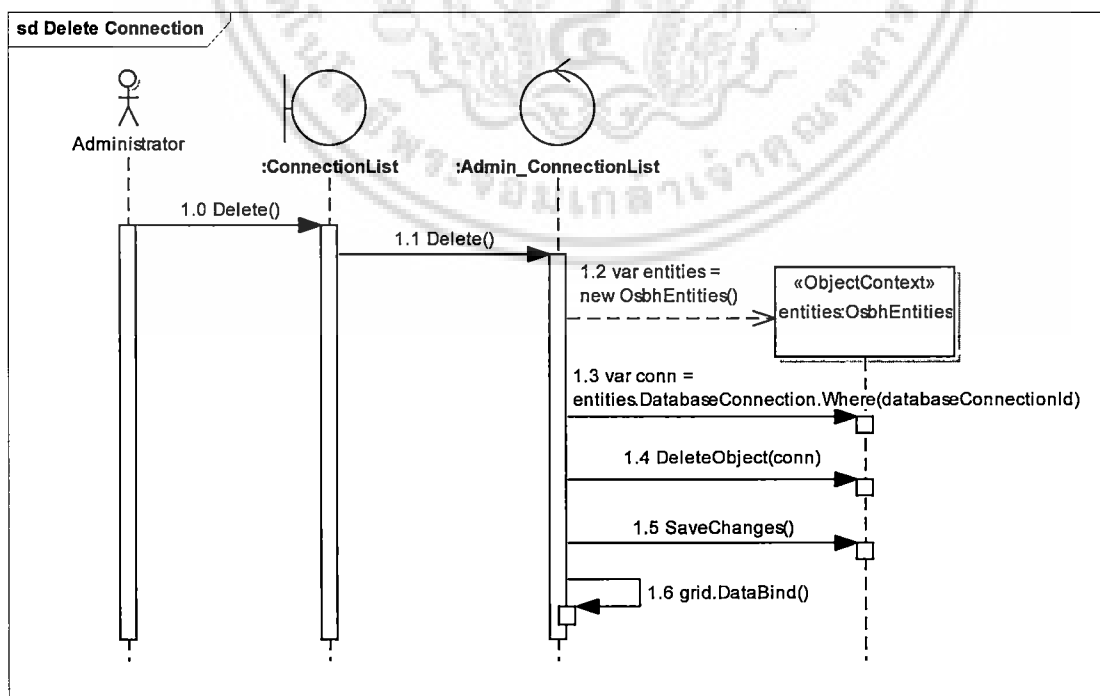 sd Delete Connection
Administrator
:ConnectionList
:Admin_ConnectionList
1.0 Delete()
1.1 Delete()
1.2 var entities =
new OsbhEntities()
«ObjectContext»
entities:OsbhEntities
1.3 var conn =
entities.DatabaseConnection.Where(databaseConnectionId)
1.4 DeleteObject(conn)
1.5 SaveChanges()
1.6 grid.DataBind()